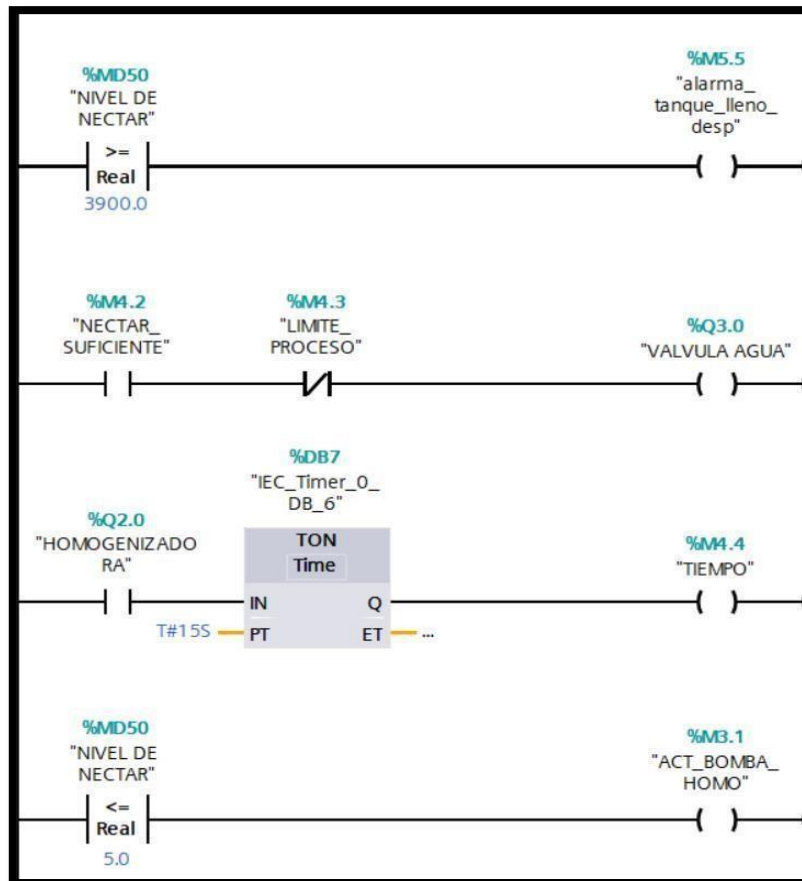 %MD50
"NIVEL DE
NECTAR"
>=
Real
3900.0
%M5.5
"alarma_
tanque_lleno_
desp"
%M4.2
"NECTAR_
SUFICIENTE"
%M4.3
"LIMITE_
PROCESO"
%Q3.0
"VALVULA AGUA"
%DB7
"IEC_Timer_0_
DB_6"
%Q2.0
"HOMOGENIZADO
RA"
TON
Time
IN Q
T#15S PT ET ...
%M4.4
"TIEMPO"
%MD50
"NIVEL DE
NECTAR"
<=
Real
5.0
%M3.1
"ACT_BOMBA_
HOMO"